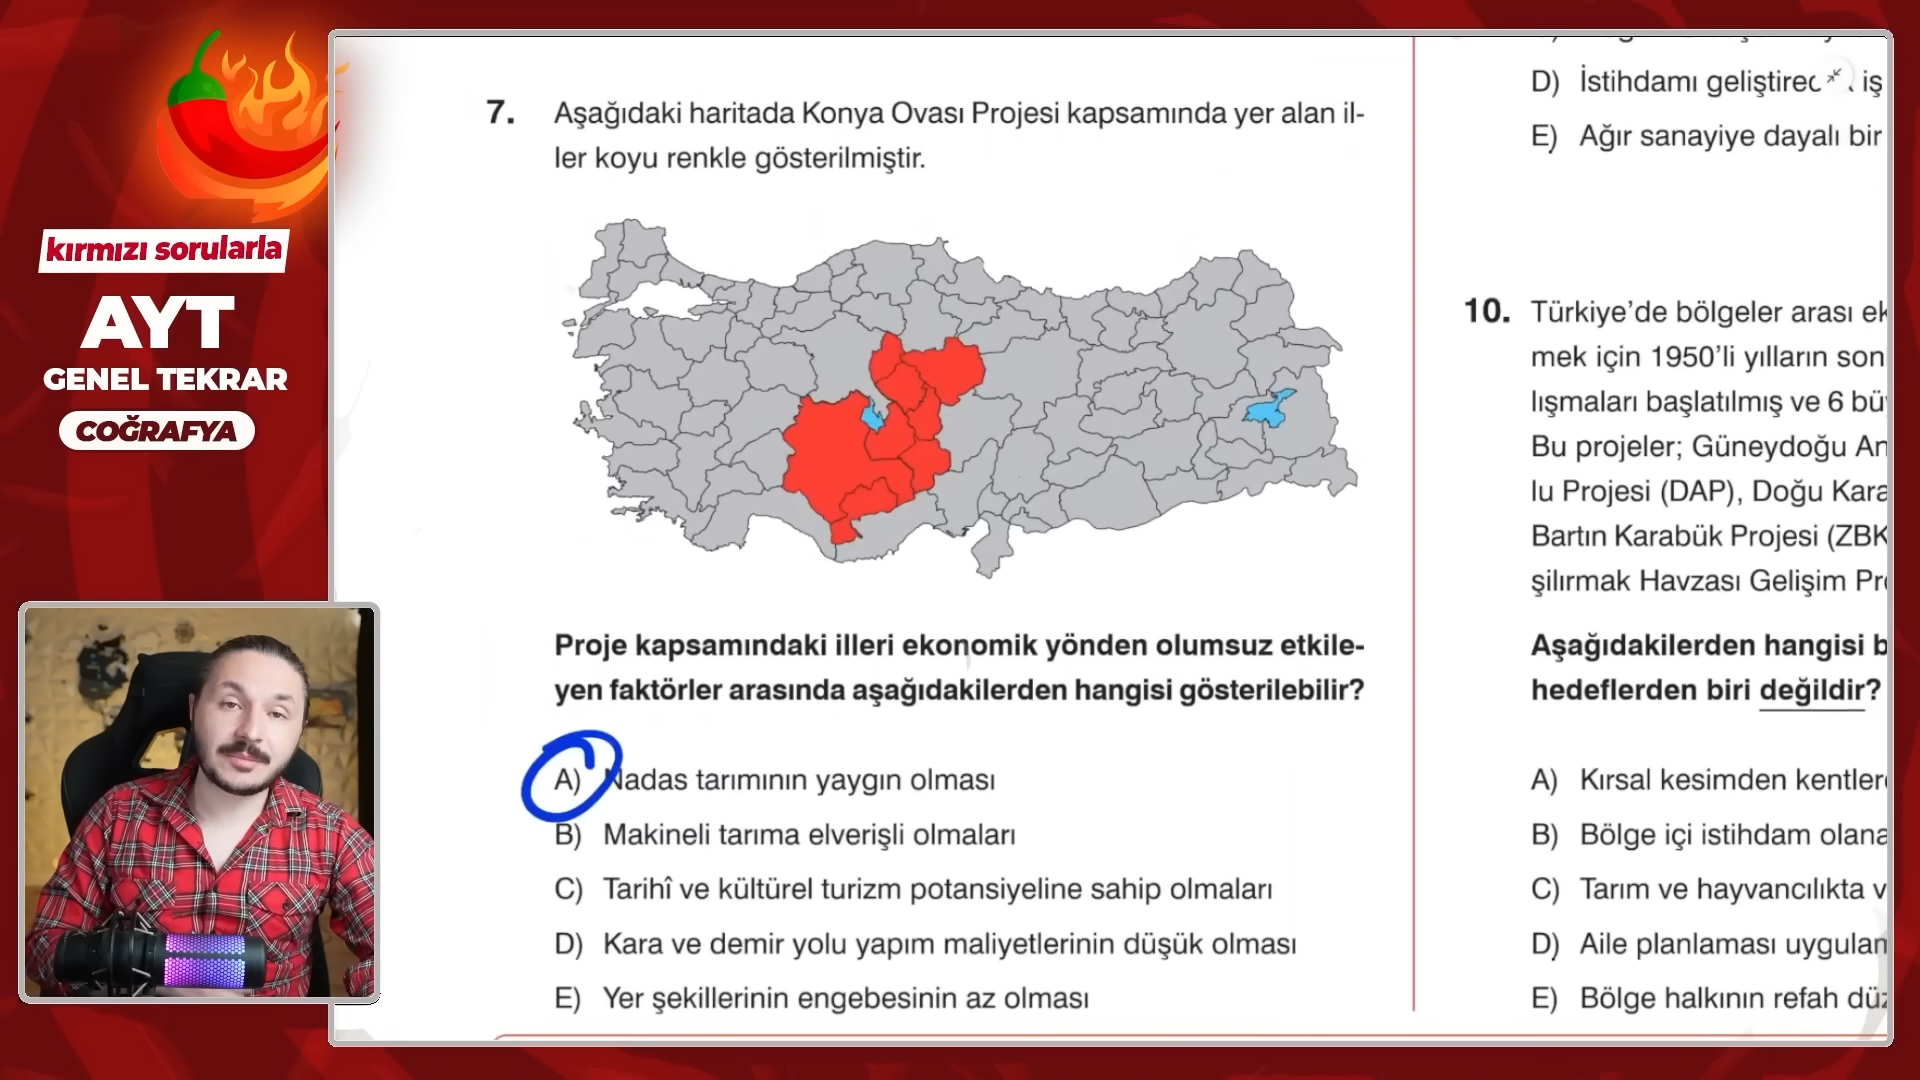 kırmızı sorularla
AYT
GENEL TEKRAR
COĞRAFYA
7. Aşağıdaki haritada Konya Ovası Projesi kapsamında yer alan il-
ler koyu renkle gösterilmiştir.
Proje kapsamındaki illeri ekonomik yönden olumsuz etkile-
yen faktörler arasında aşağıdakilerden hangisi gösterilebilir?
A) Nadas tarımının yaygın olması
B) Makineli tarıma elverişli olmaları
C) Tarihî ve kültürel turizm potansiyeline sahip olmaları
D) Kara ve demir yolu yapım maliyetlerinin düşük olması
E) Yer şekillerinin engebesinin az olması
D) İstihdamı iş
E) Ağır sanayiye dayalı bir
10. Türkiye’de bölgeler arası ek
mek için 1950’li yılların son
lışmaları başlatılmış ve 6 bü
Bu projeler; Güneydoğu An
lu Projesi (DAP), Doğu Kara
Bartın Karabük Projesi (ZBK
şilırmak Havzası Gelişim Pr
Aşağıdakilerden hangisi b
hedeflerden biri değildir?
A) Kırsal kesimden kentler
B) Bölge içi istihdam olana
C) Tarım ve hayvancılıkta v
D) Aile planlaması uygulan
E) Bölge halkının refah düz